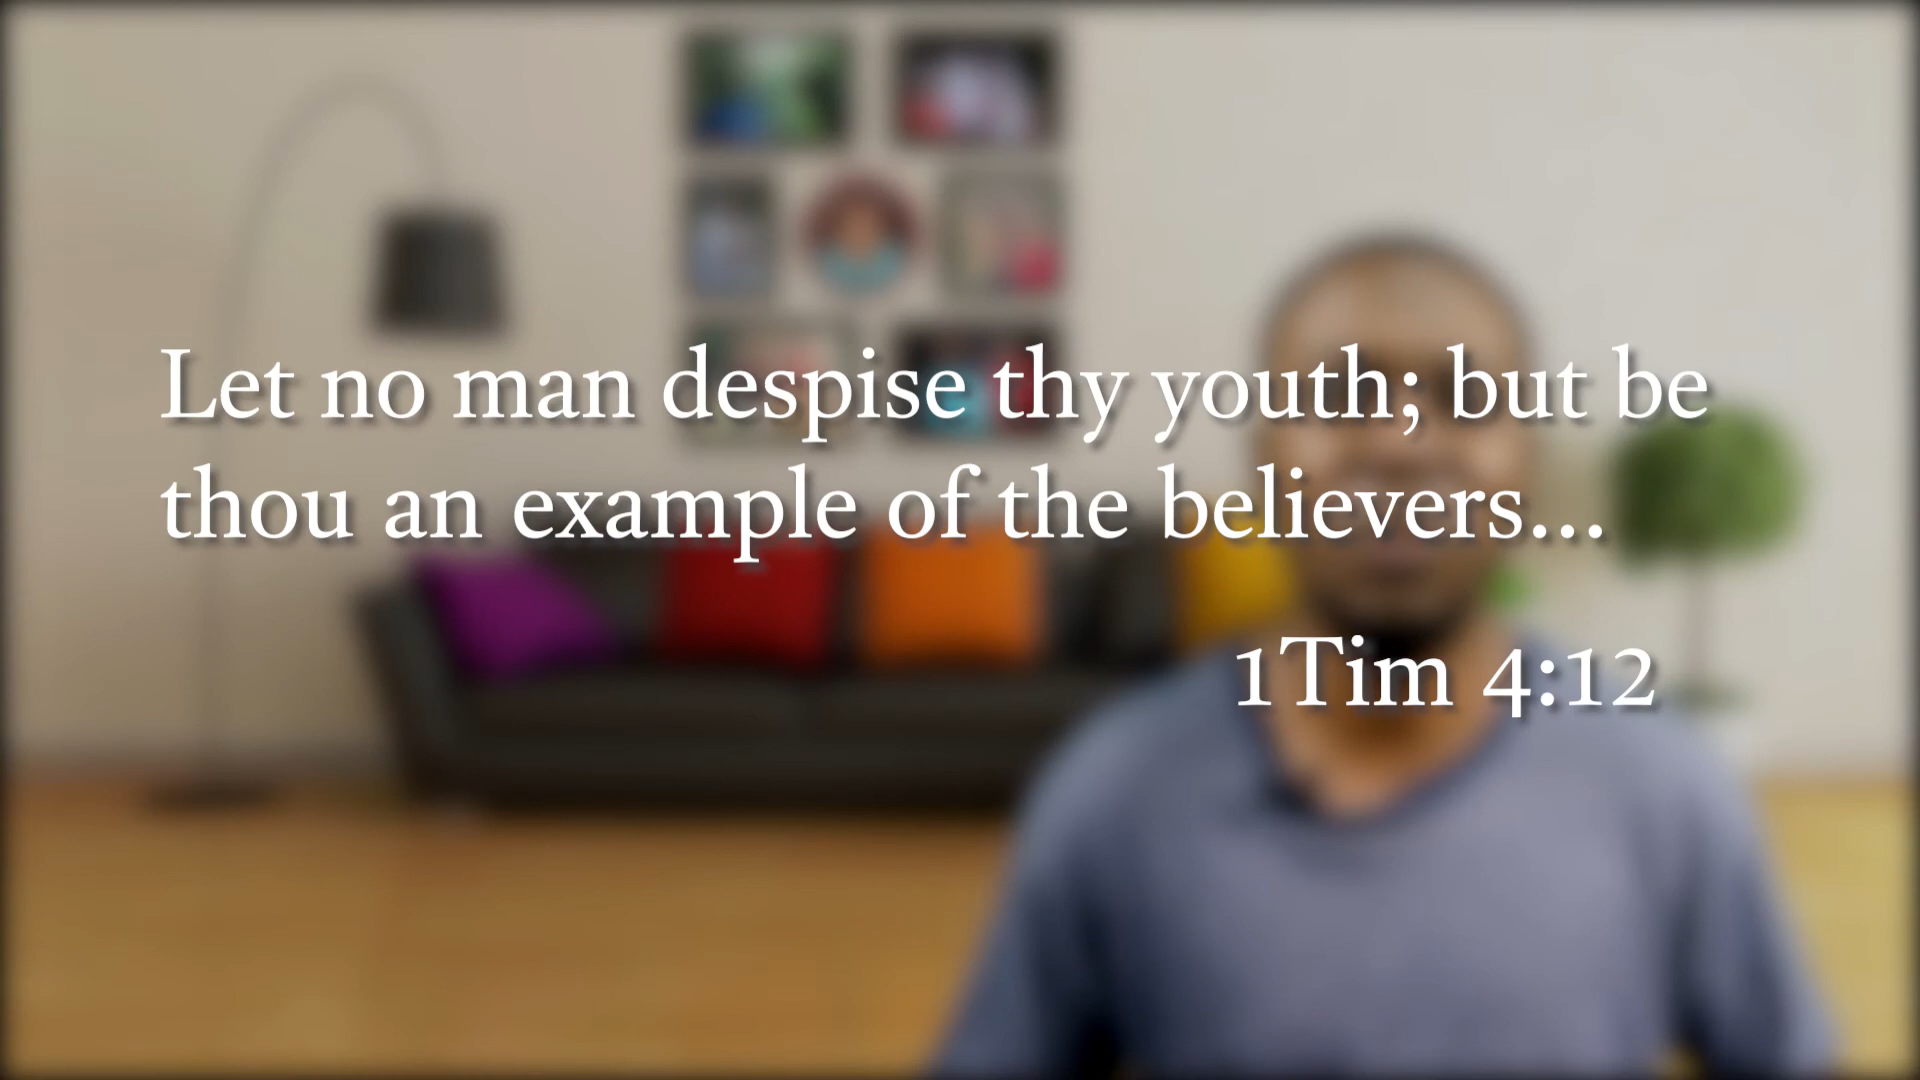 Let no man despise thy youth; but be
thou an example of the believers...
1Tim 4:12